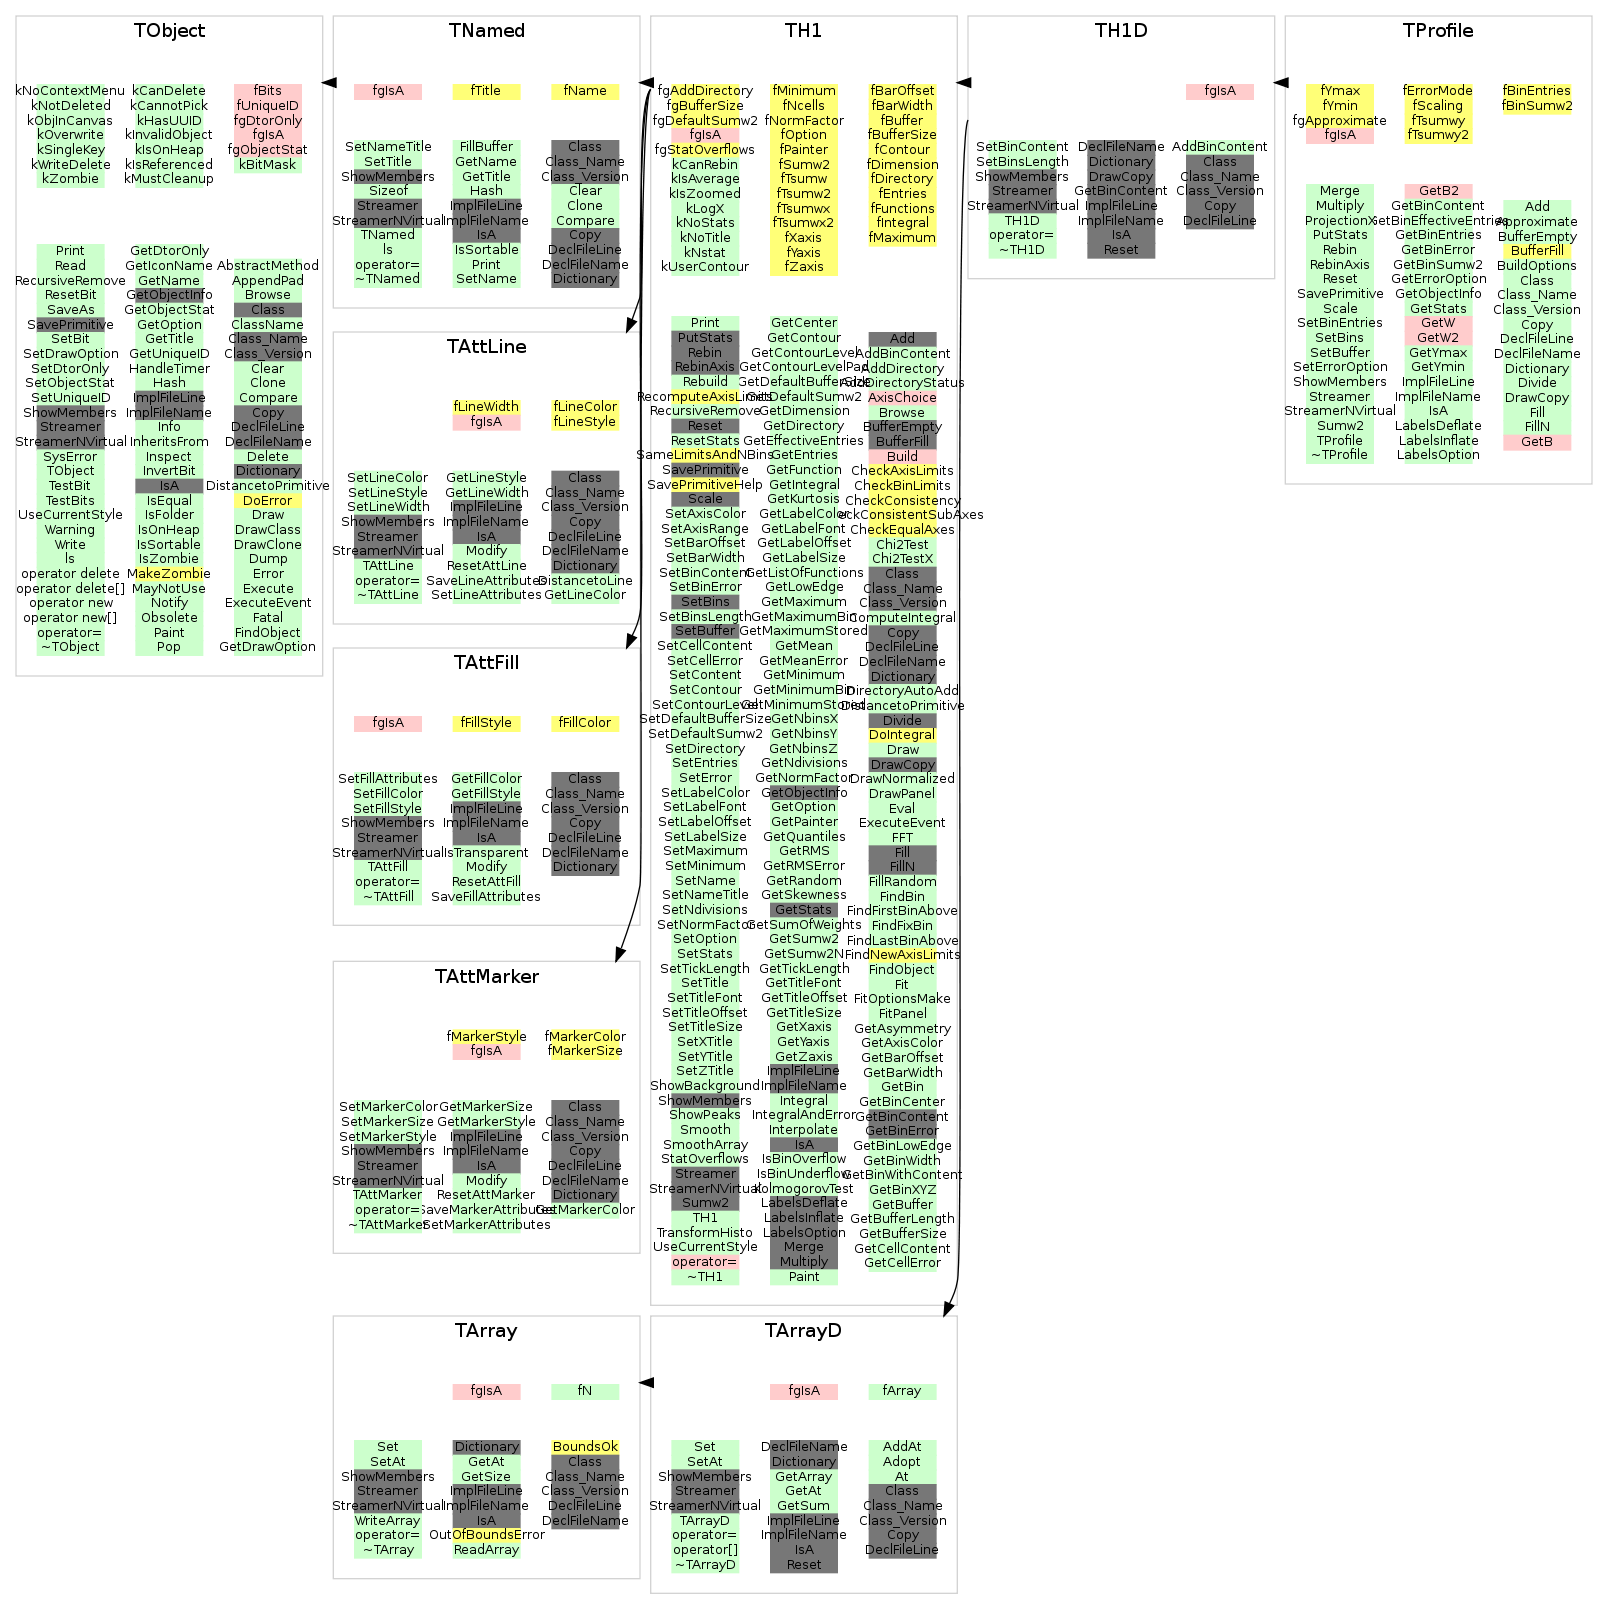 TObject
kNoContextMenu
kNotDeleted
kObjInCanvas
kOverwrite
kSingleKey
kWriteDelete
kZombie
kCanDelete
kCannotPick
kHasUUID
kInvalidObject
kIsOnHeap
kIsReferenced
kMustCleanup
fBits
fUniqueID
fgDtorOnly
fgIsA
fgObjectStat
kBitMask
Print
Read
RecursiveRemove
ResetBit
SaveAs
SavePrimitive
SetBit
SetDrawOption
SetDtorOnly
SetObjectStat
SetUniqueID
ShowMembers
Streamer
StreamerNVirtual
SysError
TObject
TestBit
TestBits
UseCurrentStyle
Warning
Write
ls
operator delete
operator delete[]
operator new
operator new[]
operator=
~TObject
GetDtorOnly
GetIconName
GetName
GetObjectInfo
GetObjectStat
GetOption
GetTitle
GetUniqueID
HandleTimer
Hash
ImplFileLine
ImplFileName
Info
InheritsFrom
Inspect
InvertBit
IsA
IsEqual
IsFolder
IsOnHeap
IsSortable
IsZombie
MakeZombie
MayNotUse
Notify
Obsolete
Paint
Pop
AbstractMethod
AppendPad
Browse
Class
ClassName
Class_Name
Class_Version
Clear
Clone
Compare
Copy
DeclFileLine
DeclFileName
Delete
Dictionary
DistancetoPrimitive
DoError
Draw
DrawClass
DrawClone
Dump
Error
Execute
ExecuteEvent
Fatal
FindObject
GetDrawOption
TNamed
fgIsA
fTitle
fName
SetNameTitle
SetTitle
ShowMembers
Sizeof
Streamer
StreamerNVirtual
TNamed
ls
operator=
~TNamed
FillBuffer
GetName
GetTitle
Hash
ImplFileLine
ImplFileName
IsA
IsSortable
Print
SetName
Class
Class_Name
Class_Version
Clear
Clone
Compare
Copy
DeclFileLine
DeclFileName
Dictionary
TAttLine
fLineWidth
fgIsA
fLineColor
fLineStyle
SetLineColor
SetLineStyle
SetLineWidth
ShowMembers
Streamer
StreamerNVirtual
TAttLine
operator=
~TAttLine
GetLineStyle
GetLineWidth
ImplFileLine
ImplFileName
IsA
Modify
ResetAttLine
SaveLineAttributes
SetLineAttributes
Class
Class_Name
Class_Version
Copy
DeclFileLine
DeclFileName
Dictionary
DistancetoLine
GetLineColor
TAttFill
fgIsA
fFillStyle
fFillColor
SetFillAttributes
SetFillColor
SetFillStyle
ShowMembers
Streamer
StreamerNVirtual
TAttFill
operator=
~TAttFill
GetFillColor
GetFillStyle
ImplFileLine
ImplFileName
IsA
IsTransparent
Modify
ResetAttFill
SaveFillAttributes
Class
Class_Name
Class_Version
Copy
DeclFileLine
DeclFileName
Dictionary
TAttMarker
fMarkerStyle
fgIsA
fMarkerColor
fMarkerSize
SetMarkerColor
SetMarkerSize
SetMarkerStyle
ShowMembers
Streamer
StreamerNVirtual
TAttMarker
operator=
~TAttMarker
GetMarkerSize
GetMarkerStyle
ImplFileLine
ImplFileName
IsA
Modify
ResetAttMarker
SaveMarkerAttributes
SetMarkerAttributes
Class
Class_Name
Class_Version
Copy
DeclFileLine
DeclFileName
Dictionary
GetMarkerColor
TArray
fgIsA
fN
Set
SetAt
ShowMembers
Streamer
StreamerNVirtual
WriteArray
operator=
~TArray
Dictionary
GetAt
GetSize
ImplFileLine
ImplFileName
IsA
OutOfBoundsError
ReadArray
BoundsOk
Class
Class_Name
Class_Version
DeclFileLine
DeclFileName
TH1
fgAddDirectory
fgBufferSize
fgDefaultSumw2
fgIsA
fgStatOverflows
kCanRebin
kIsAverage
kIsZoomed
kLogX
kNoStats
kNoTitle
kNstat
kUserContour
fMinimum
fNcells
fNormFactor
fOption
fPainter
fSumw2
fTsumw
fTsumw2
fTsumwx
fTsumwx2
fXaxis
fYaxis
fZaxis
fBarOffset
fBarWidth
fBuffer
fBufferSize
fContour
fDimension
fDirectory
fEntries
fFunctions
fIntegral
fMaximum
Print
PutStats
Rebin
RebinAxis
Rebuild
RecomputeAxisLimits
RecursiveRemove
Reset
ResetStats
SameLimitsAndNBins
SavePrimitive
SavePrimitiveHelp
Scale
SetAxisColor
SetAxisRange
SetBarOffset
SetBarWidth
SetBinContent
SetBinError
SetBins
SetBinsLength
SetBuffer
SetCellContent
SetCellError
SetContent
SetContour
SetContourLevel
SetDefaultBufferSize
SetDefaultSumw2
SetDirectory
SetEntries
SetError
SetLabelColor
SetLabelFont
SetLabelOffset
SetLabelSize
SetMaximum
SetMinimum
SetName
SetNameTitle
SetNdivisions
SetNormFactor
SetOption
SetStats
SetTickLength
SetTitle
SetTitleFont
SetTitleOffset
SetTitleSize
SetXTitle
SetYTitle
SetZTitle
ShowBackground
ShowMembers
ShowPeaks
Smooth
SmoothArray
StatOverflows
Streamer
StreamerNVirtual
Sumw2
TH1
TransformHisto
UseCurrentStyle
operator=
~TH1
GetCenter
GetContour
GetContourLevel
GetContourLevelPad
GetDefaultBufferSize
GetDefaultSumw2
GetDimension
GetDirectory
GetEffectiveEntries
GetEntries
GetFunction
GetIntegral
GetKurtosis
GetLabelColor
GetLabelFont
GetLabelOffset
GetLabelSize
GetListOfFunctions
GetLowEdge
GetMaximum
GetMaximumBin
GetMaximumStored
GetMean
GetMeanError
GetMinimum
GetMinimumBin
GetMinimumStored
GetNbinsX
GetNbinsY
GetNbinsZ
GetNdivisions
GetNormFactor
GetObjectInfo
GetOption
GetPainter
GetQuantiles
GetRMS
GetRMSError
GetRandom
GetSkewness
GetStats
GetSumOfWeights
GetSumw2
GetSumw2N
GetTickLength
GetTitleFont
GetTitleOffset
GetTitleSize
GetXaxis
GetYaxis
GetZaxis
ImplFileLine
ImplFileName
Integral
IntegralAndError
Interpolate
IsA
IsBinOverflow
IsBinUnderflow
KolmogorovTest
LabelsDeflate
LabelsInflate
LabelsOption
Merge
Multiply
Paint
Add
AddBinContent
AddDirectory
AddDirectoryStatus
AxisChoice
Browse
BufferEmpty
BufferFill
Build
CheckAxisLimits
CheckBinLimits
CheckConsistency
eckConsistentSubAxes
CheckEqualAxes
Chi2Test
Chi2TestX
Class
Class_Name
Class_Version
ComputeIntegral
Copy
DeclFileLine
DeclFileName
Dictionary
DirectoryAutoAdd
DistancetoPrimitive
Divide
DoIntegral
Draw
DrawCopy
DrawNormalized
DrawPanel
Eval
ExecuteEvent
FFT
Fill
FillN
FillRandom
FindBin
FindFirstBinAbove
FindFixBin
FindLastBinAbove
FindNewAxisLimits
FindObject
Fit
FitOptionsMake
FitPanel
GetAsymmetry
GetAxisColor
GetBarOffset
GetBarWidth
GetBin
GetBinCenter
GetBinContent
GetBinError
GetBinLowEdge
GetBinWidth
GetBinWithContent
GetBinXYZ
GetBuffer
GetBufferLength
GetBufferSize
GetCellContent
GetCellError
TArrayD
fgIsA
fArray
Set
SetAt
ShowMembers
Streamer
StreamerNVirtual
TArrayD
operator=
operator[]
~TArrayD
DeclFileName
Dictionary
GetArray
GetAt
GetSum
ImplFileLine
ImplFileName
IsA
Reset
AddAt
Adopt
At
Class
Class_Name
Class_Version
Copy
DeclFileLine
TH1D
fgIsA
SetBinContent
SetBinsLength
ShowMembers
Streamer
StreamerNVirtual
TH1D
operator=
~TH1D
DeclFileName
Dictionary
DrawCopy
GetBinContent
ImplFileLine
ImplFileName
IsA
Reset
AddBinContent
Class
Class_Name
Class_Version
Copy
DeclFileLine
TProfile
fYmax
fYmin
fgApproximate
fgIsA
fErrorMode
fScaling
fTsumwy
fTsumwy2
fBinEntries
fBinSumw2
Merge
Multiply
ProjectionX
PutStats
Rebin
RebinAxis
Reset
SavePrimitive
Scale
SetBinEntries
SetBins
SetBuffer
SetErrorOption
ShowMembers
Streamer
StreamerNVirtual
Sumw2
TProfile
~TProfile
GetB2
GetBinContent
GetBinEffectiveEntries
GetBinEntries
GetBinError
GetBinSumw2
GetErrorOption
GetObjectInfo
GetStats
GetW
GetW2
GetYmax
GetYmin
ImplFileLine
ImplFileName
IsA
LabelsDeflate
LabelsInflate
LabelsOption
Add
Approximate
BufferEmpty
BufferFill
BuildOptions
Class
Class_Name
Class_Version
Copy
DeclFileLine
DeclFileName
Dictionary
Divide
DrawCopy
Fill
FillN
GetB